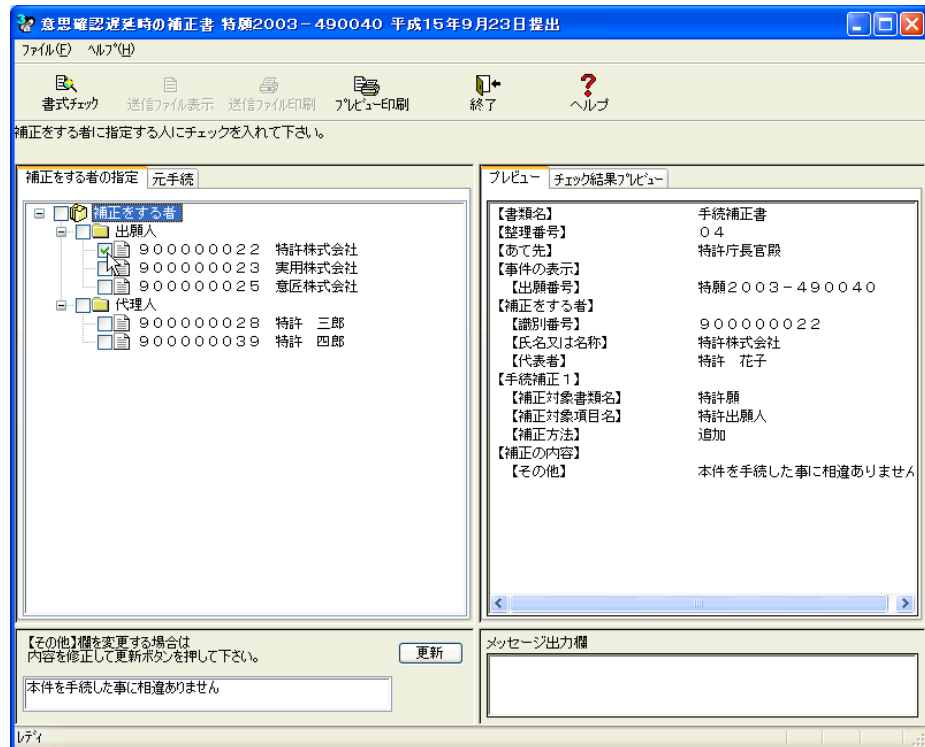 意思確認遅延時の補正書 特願2003-490040 平成15年9月23日提出
ﾌｧｲﾙ(F) ﾍﾙﾌﾟ(H)
書式ﾁｪｯｸ 送信ﾌｧｲﾙ表示 送信ﾌｧｲﾙ印刷 ﾌﾟﾚﾋﾞｭｰ印刷 終了 ヘルプ
補正をする者に指定する人にチェックを入れて下さい。
補正をする者の指定 元手続
補正をする者
出願人
９０００００００２２ 特許株式会社
９０００００００２３ 実用株式会社
９０００００００２５ 意匠株式会社
代理人
９０００００００２８ 特許 三郎
９０００００００３９ 特許 四郎
プレビュー チェック結果ﾌﾟﾚﾋﾞｭｰ
【書類名】 手続補正書
【整理番号】 ０４
【あて先】 特許庁長官殿
【事件の表示】
【出願番号】 特願２００３－４９００４０
【補正をする者】
【識別番号】 ９０００００００２２
【氏名又は名称】 特許株式会社
【代表者】 特許 花子
【手続補正１】
【補正対象書類名】 特許願
【補正対象項目名】 特許出願人
【補正方法】 追加
【補正の内容】
【その他】 本件を手続した事に相違ありません
【その他】欄を変更する場合は
内容を修正して更新ボタンを押して下さい。
更新
本件を手続した事に相違ありません
メッセージ出力欄
ﾚﾃﾞｨ